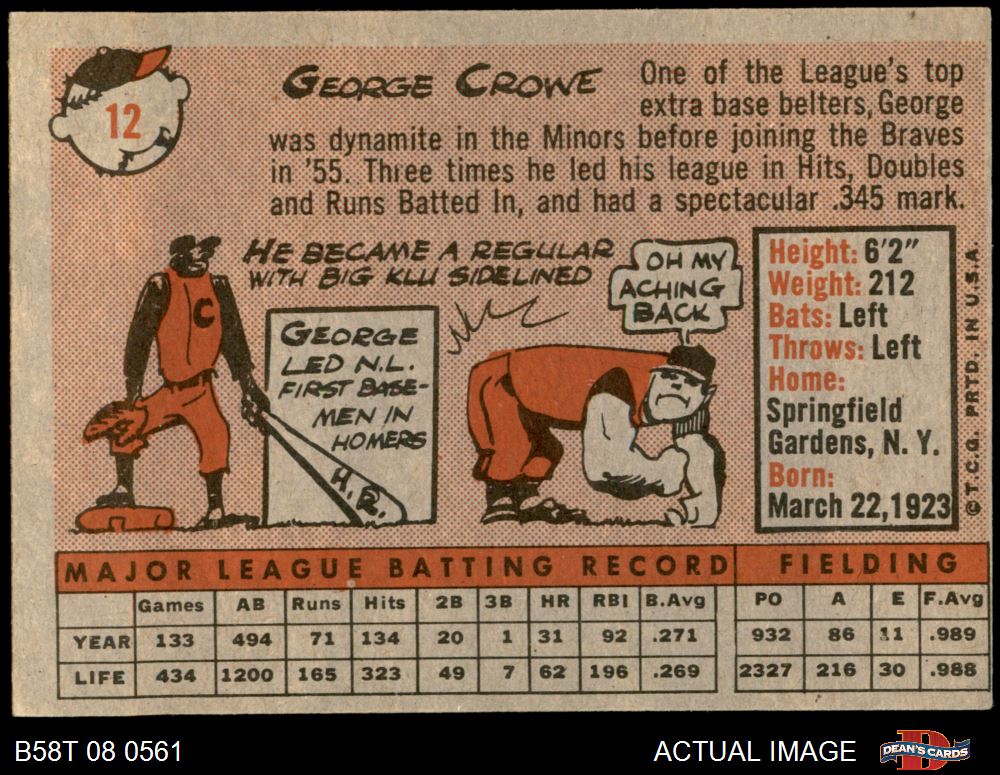 12
GEORGE CROWE
One of the League's top
extra base belters, George
was dynamite in the Minors before joining the Braves
in '55. Three times he led his league in Hits, Doubles
and Runs Batted In, and had a spectacular .345 mark.
HE BECAME A REGULAR
WITH BIG KLU SIDELINED
C
GEORGE
LED N.L.
FIRST BASE-
MEN IN
HOMERS
H.R.
OH MY
ACHING
BACK
Height: 6'2"
Weight: 212
Bats: Left
Throws: Left
Home:
Springfield
Gardens, N. Y.
Born:
March 22, 1923
© T.C.G. PRTD. IN U.S.A.
MAJOR LEAGUE BATTING RECORD FIELDING
Games AB Runs Hits 2B 3B HR RBI B.Avg PO A E F.Avg
YEAR 133 494 71 134 20 1 31 92 .271 932 86 11 .989
LIFE 434 1200 165 323 49 7 62 196 .269 2327 216 30 .988
B58T 08 0561 ACTUAL IMAGE DEAN'S CARDS